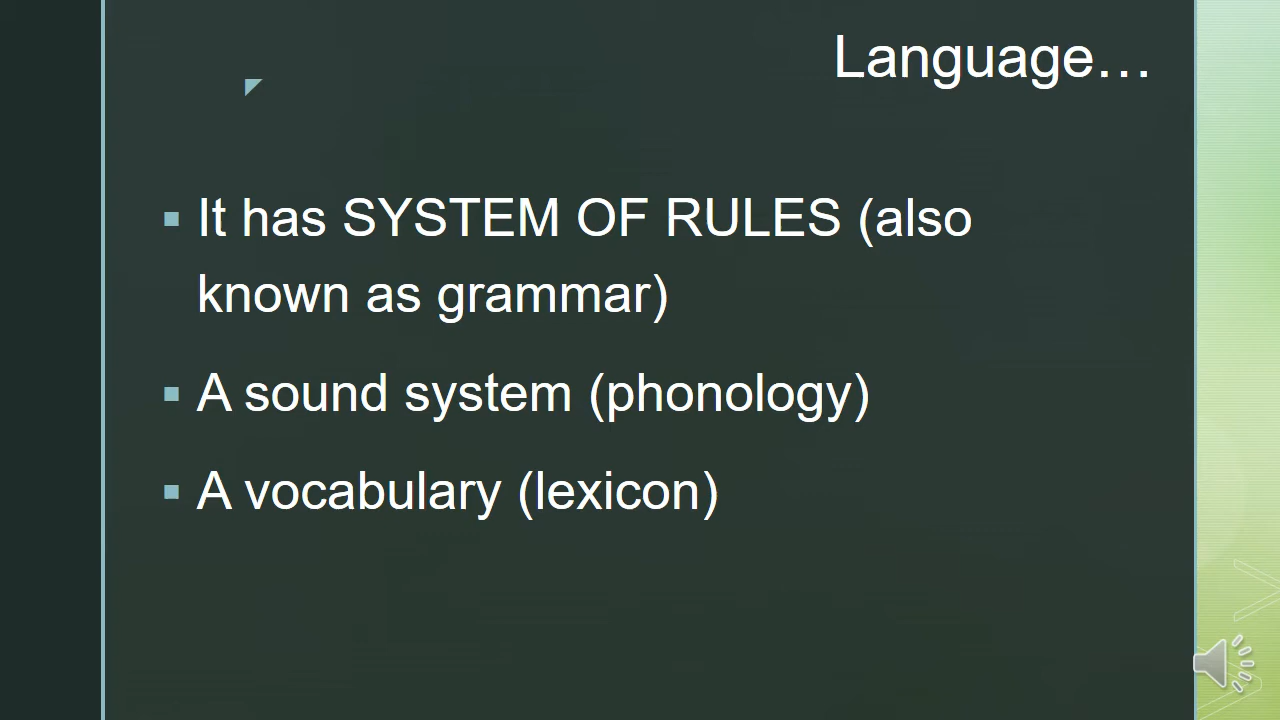 Language…
▪ It has SYSTEM OF RULES (also
known as grammar)
▪ A sound system (phonology)
▪ A vocabulary (lexicon)